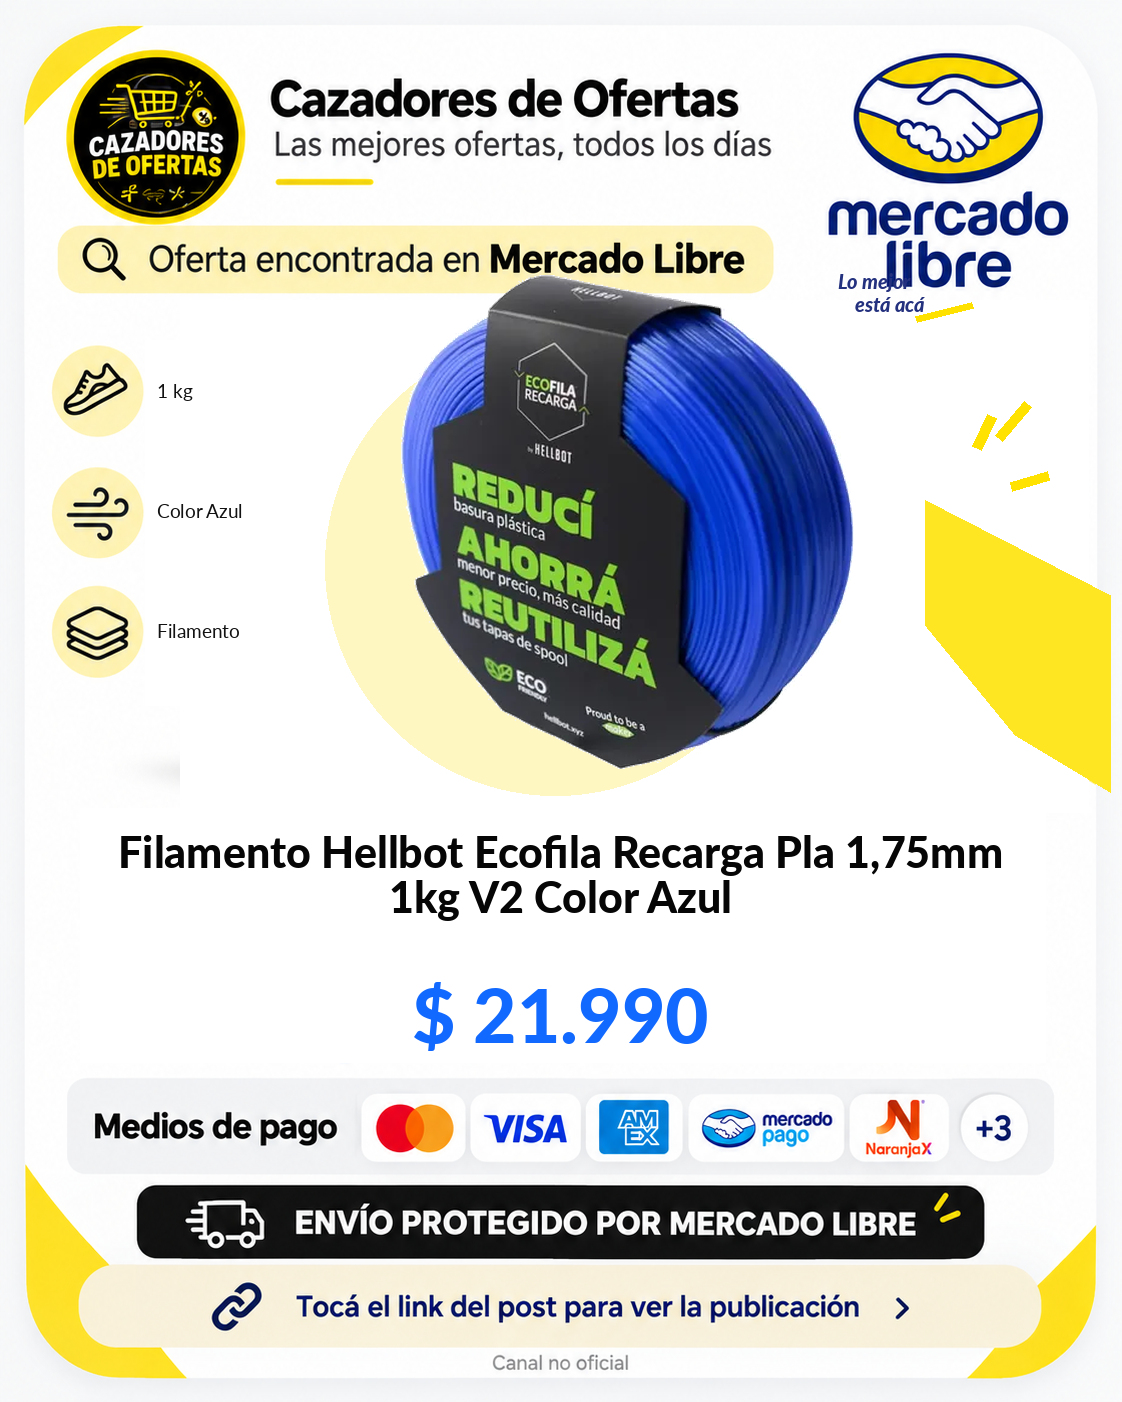 CAZADORES
DE OFERTAS
Cazadores de Ofertas
Las mejores ofertas, todos los días
mercado
libre
Lo mejor
está acá
Oferta encontrada en Mercado Libre
1 kg
Color Azul
Filamento
HELLBOT
ECOFILA
RECARGA
by HELLBOT
REDUCÍ
basura plástica
AHORRÁ
menor precio, más calidad
REUTILIZÁ
tus tapas de spool
ECO
FRIENDLY
hellbot.xyz
Proud to be a
maker
Filamento Hellbot Ecofila Recarga Pla 1,75mm
1kg V2 Color Azul
$ 21.990
Medios de pago
VISA
AM
EX
mercado
pago
NaranjaX
+3
ENVÍO PROTEGIDO POR MERCADO LIBRE
Tocá el link del post para ver la publicación
Canal no oficial